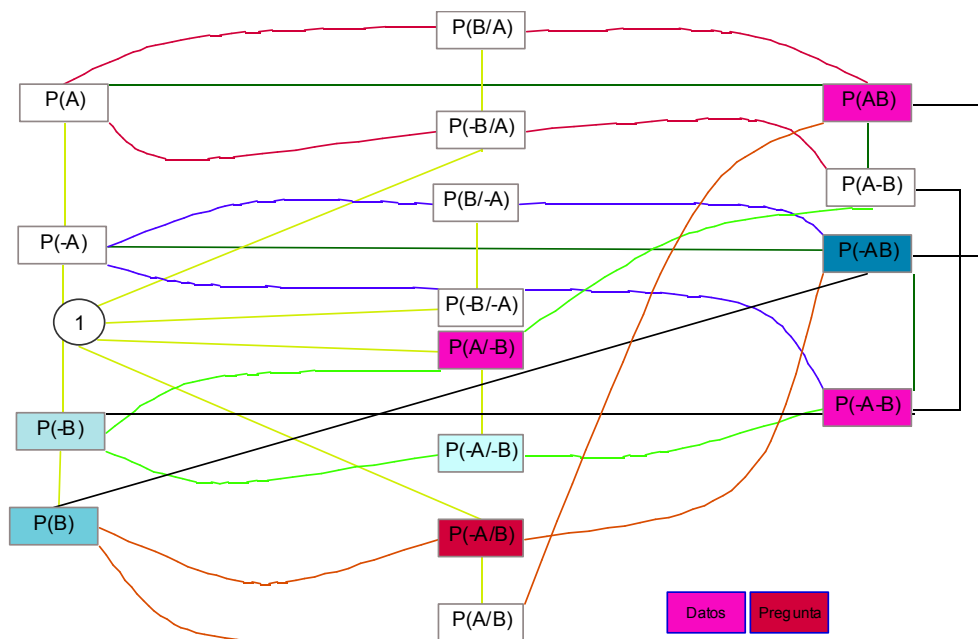 P(B/A)
P(A)
P(AB)
P(-B/A)
P(A-B)
P(B/-A)
P(-A)
P(-AB)
P(-B/-A)
1
P(A/-B)
P(-B)
P(-A-B)
P(-A/-B)
P(B)
P(-A/B)
P(A/B)
Datos
Pregunta